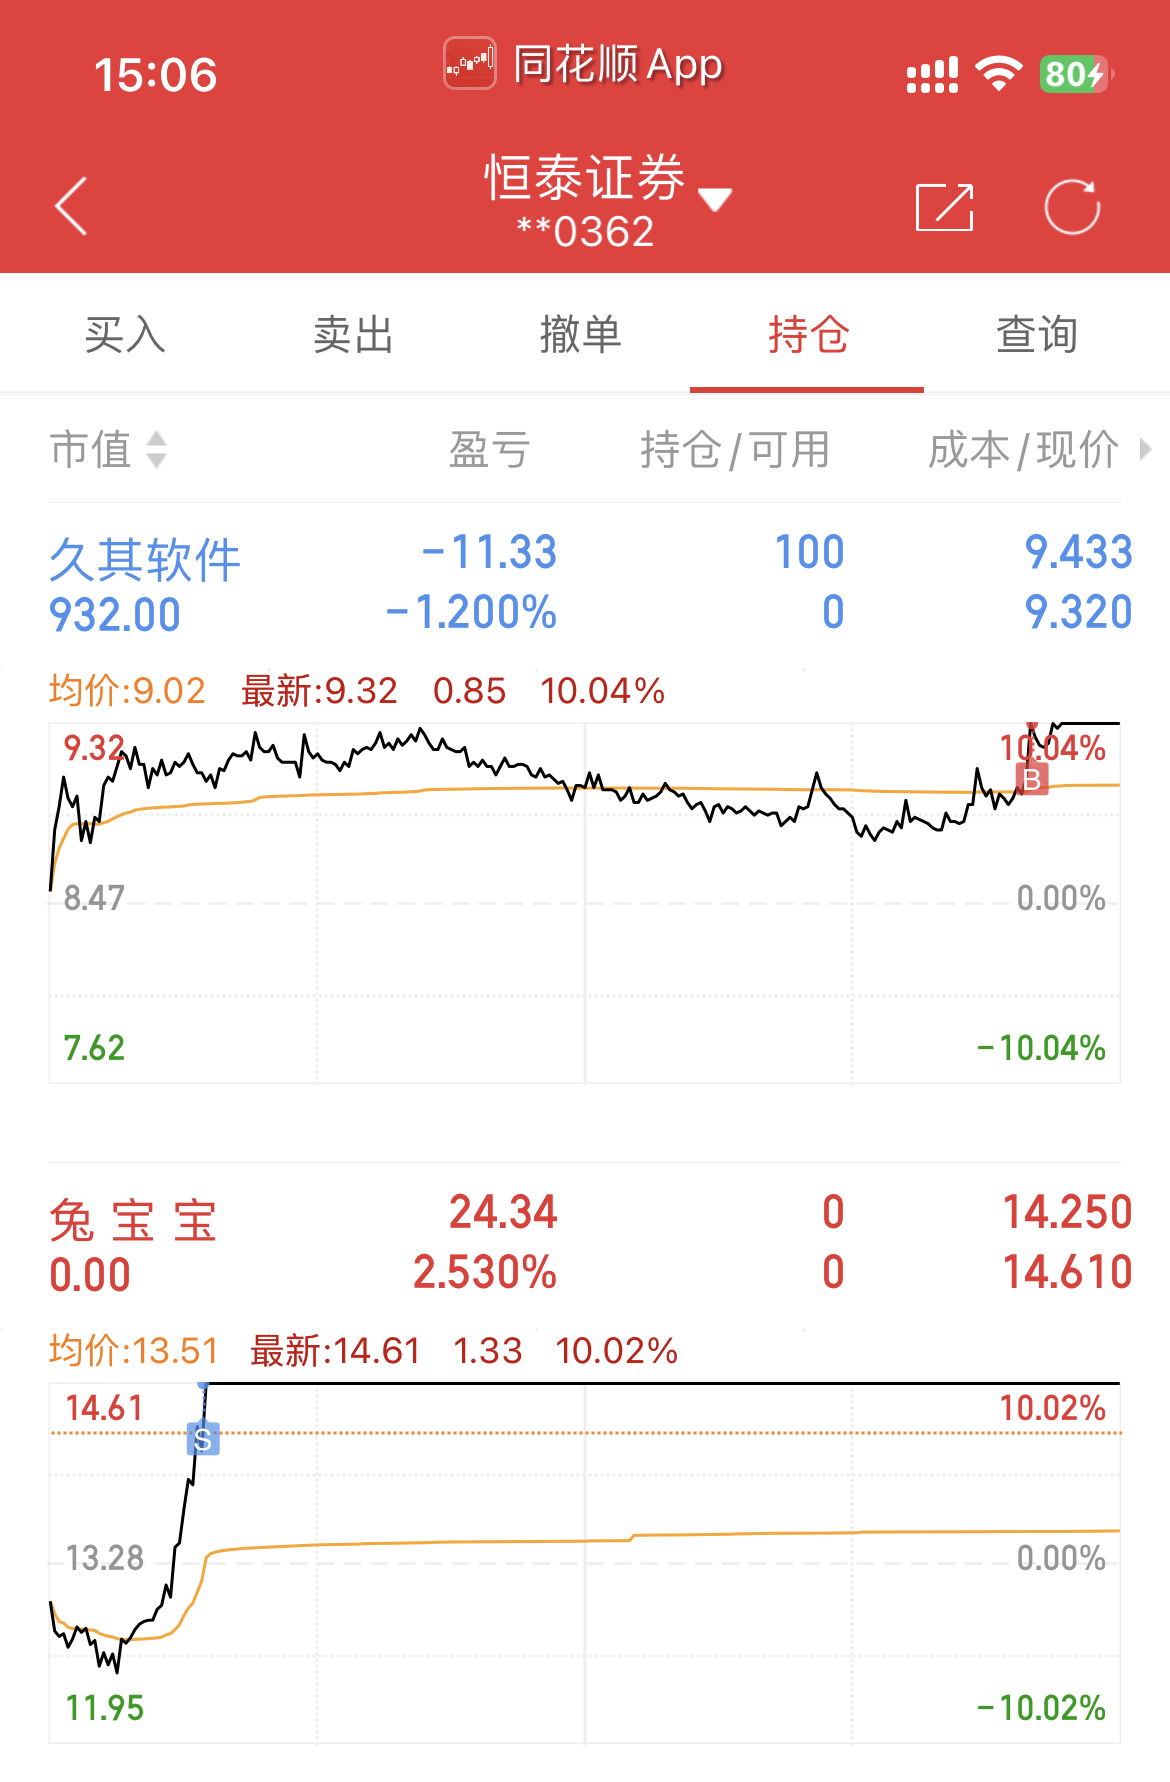 15:06
同花顺 App
80
恒泰证券
**0362
买入 卖出 撤单 持仓 查询
市值 盈亏 持仓/可用 成本/现价
久其软件 -11.33 100 9.433
932.00 -1.200% 0 9.320
均价:9.02 最新:9.32 0.85 10.04%
9.32 10.04%
B
8.47 0.00%
7.62 -10.04%
兔 宝 宝 24.34 0 14.250
0.00 2.530% 0 14.610
均价:13.51 最新:14.61 1.33 10.02%
14.61 10.02%
S
13.28 0.00%
11.95 -10.02%